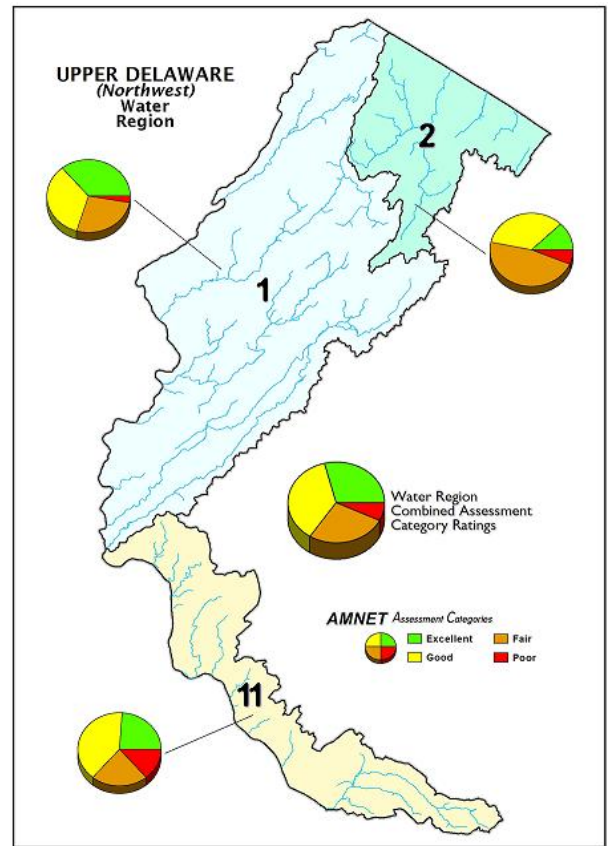 UPPER DELAWARE
(Northwest)
Water
Region
2
1
Water Region
Combined Assessment
Category Ratings
AMNET Assessment Categories
Excellent Fair
Good Poor
11